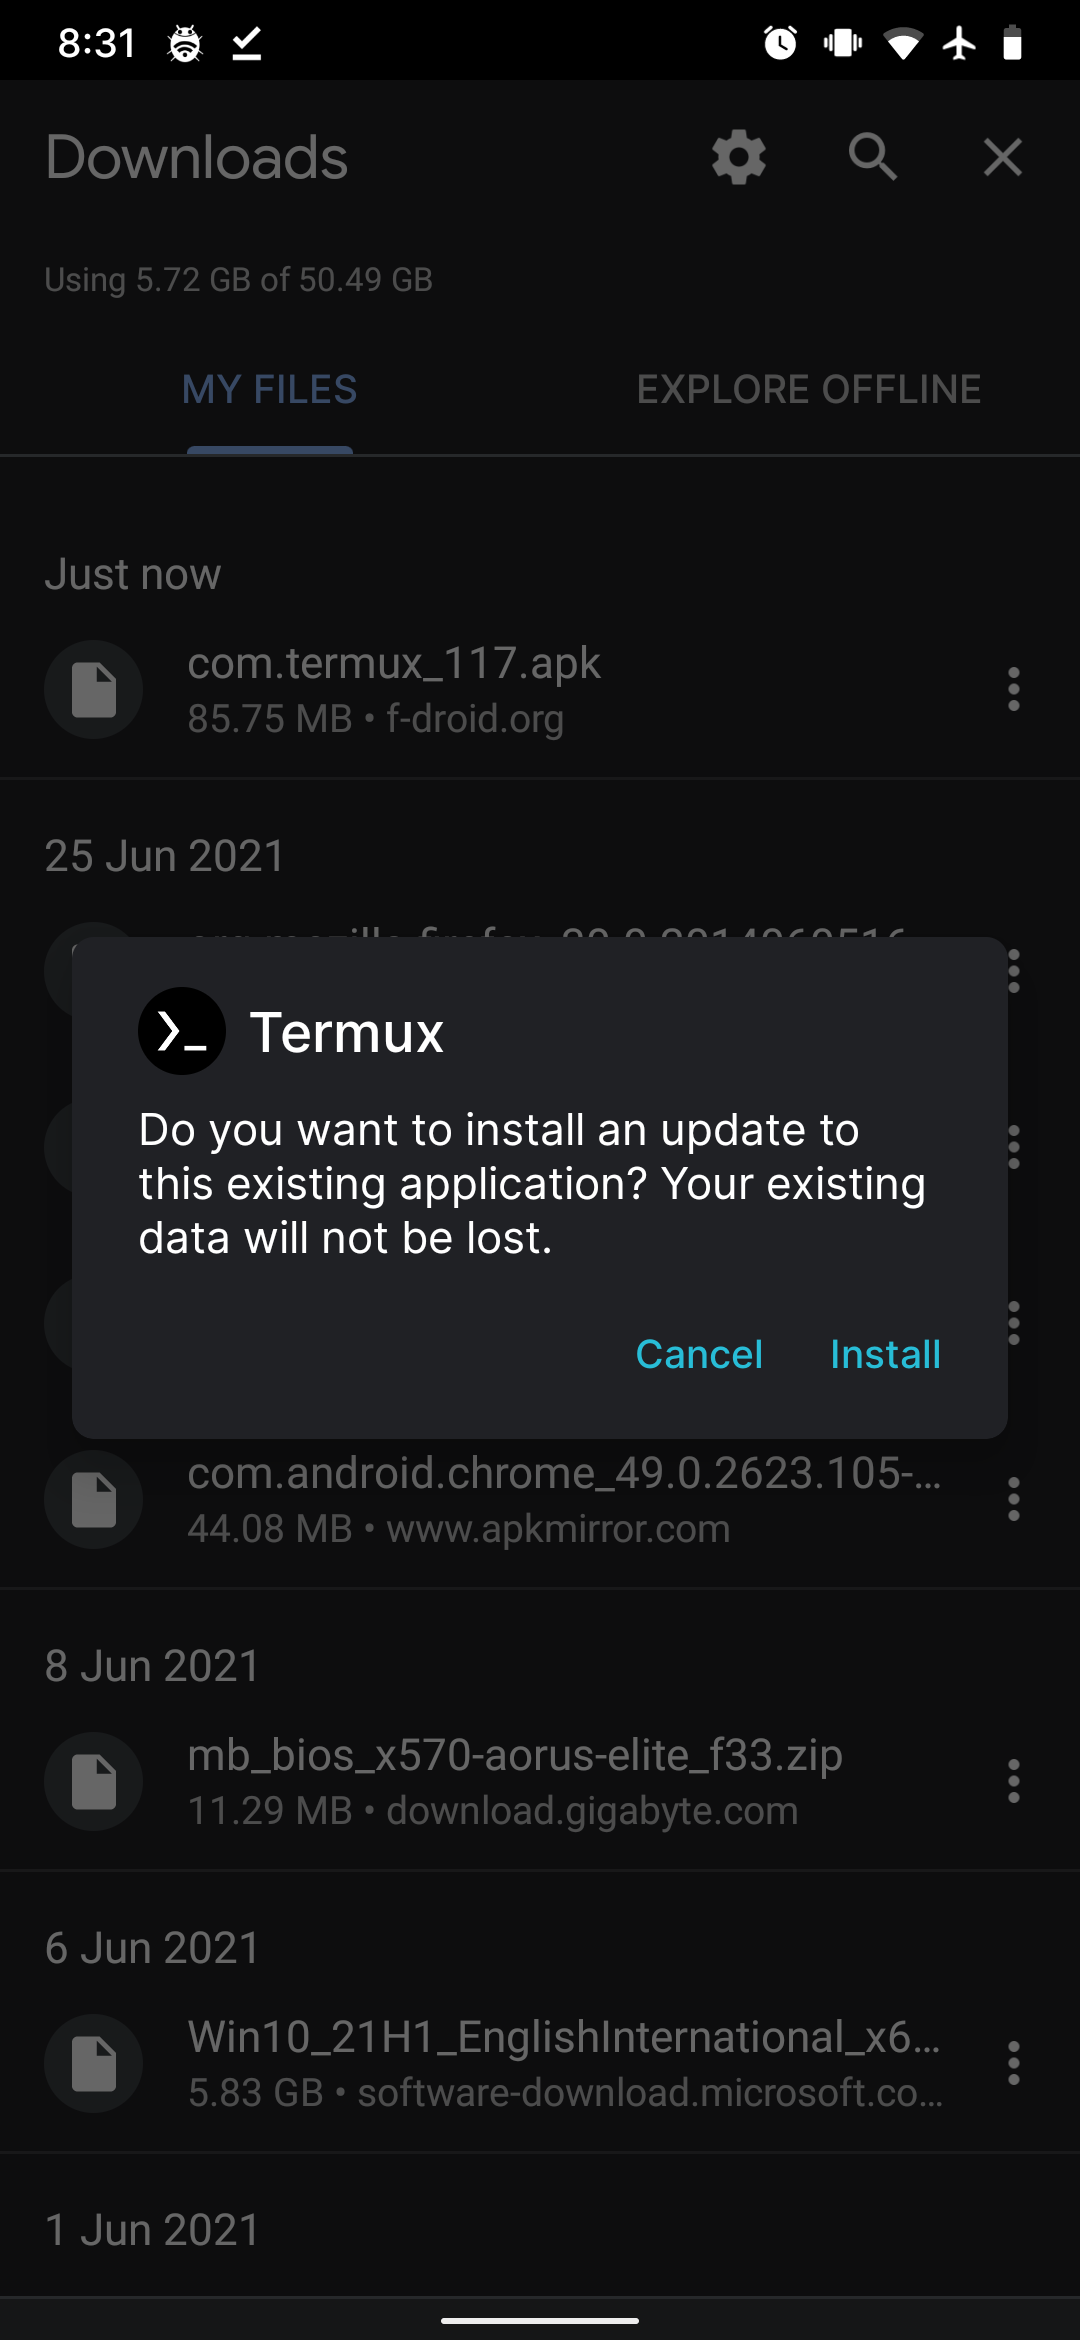 8:31
Downloads
Using 5.72 GB of 50.49 GB
MY FILES
EXPLORE OFFLINE
Just now
com.termux_117.apk
85.75 MB • f-droid.org
25 Jun 2021
Termux
Do you want to install an update to
this existing application? Your existing
data will not be lost.
Cancel
Install
com.android.chrome_49.0.2623.105-…
44.08 MB • www.apkmirror.com
8 Jun 2021
mb_bios_x570-aorus-elite_f33.zip
11.29 MB • download.gigabyte.com
6 Jun 2021
Win10_21H1_EnglishInternational_x6…
5.83 GB • software-download.microsoft.co…
1 Jun 2021